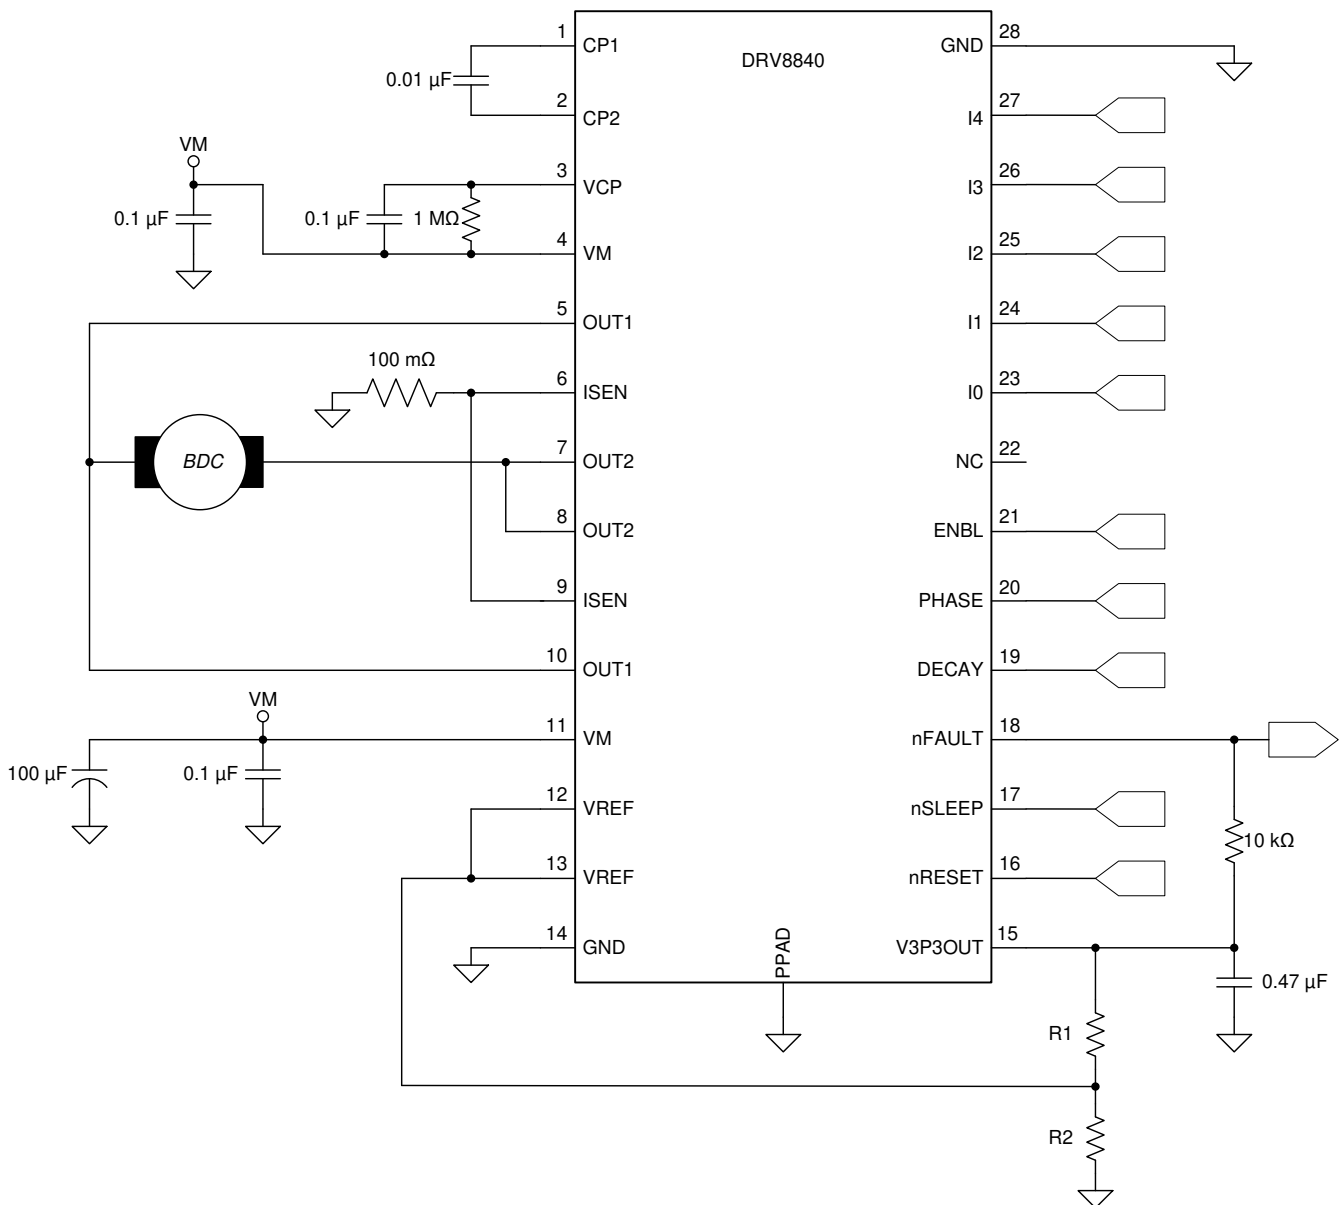 DRV8840
1 CP1
0.01 µF
2 CP2
VM
3 VCP
0.1 µF
0.1 µF
1 MΩ
4 VM
5 OUT1
100 mΩ
6 ISEN
BDC
7 OUT2
8 OUT2
9 ISEN
10 OUT1
VM
11 VM
100 µF
0.1 µF
12 VREF
13 VREF
14 GND
PPAD
GND 28
I4 27
I3 26
I2 25
I1 24
I0 23
NC 22
ENBL 21
PHASE 20
DECAY 19
nFAULT 18
nSLEEP 17
10 kΩ
nRESET 16
V3P3OUT 15
0.47 µF
R1
R2